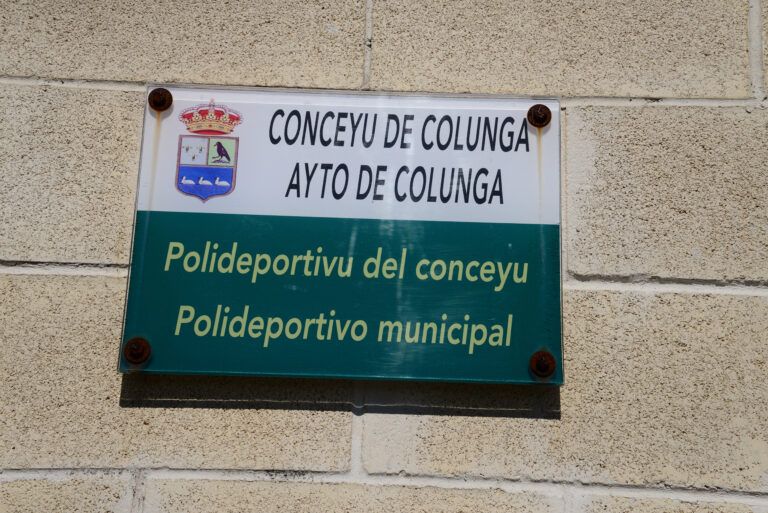 CONCEYU DE COLUNGA
AYTO DE COLUNGA
Polideportivu del conceyu
Polideportivo municipal